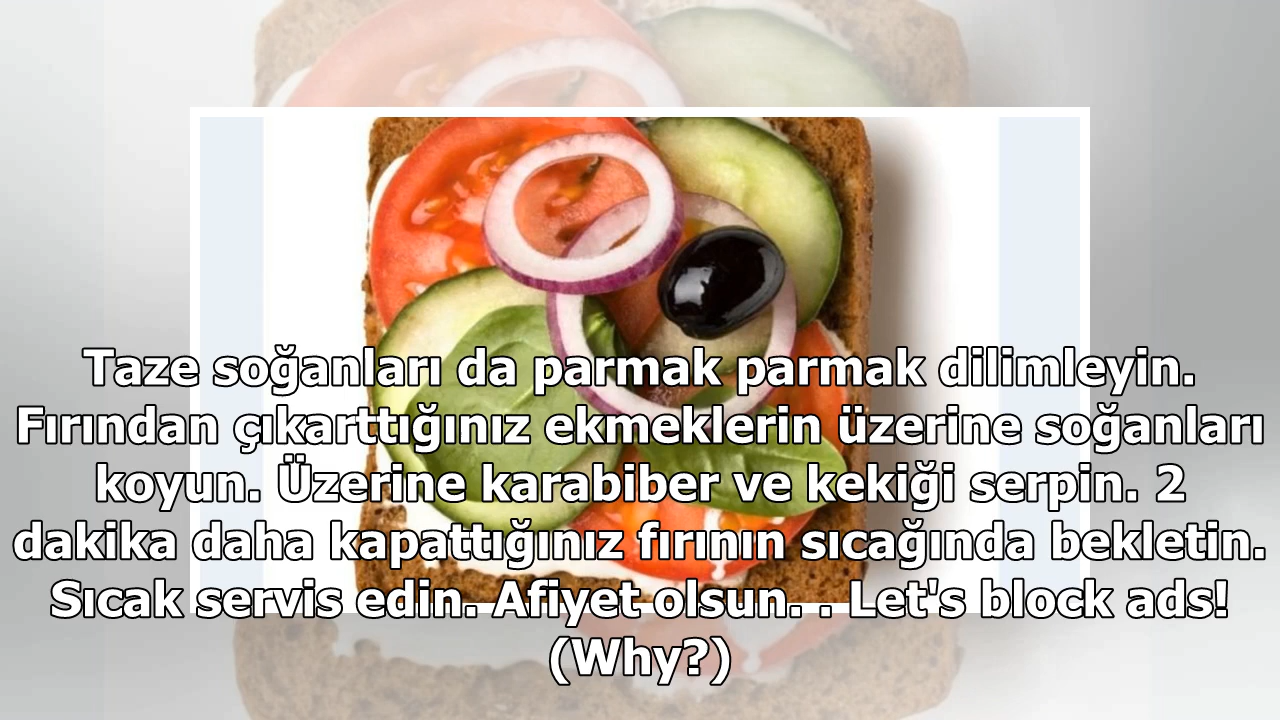 Taze soğanları da parmak parmak dilimleyin.
Fırından çıkarttığınız ekmeklerin üzerine soğanları
koyun. Üzerine karabiber ve kekiği serpin. 2
dakika daha kapattığınız fırının sıcağında bekletin.
Sıcak servis edin. Afiyet olsun. . Let's block ads!
(Why?)